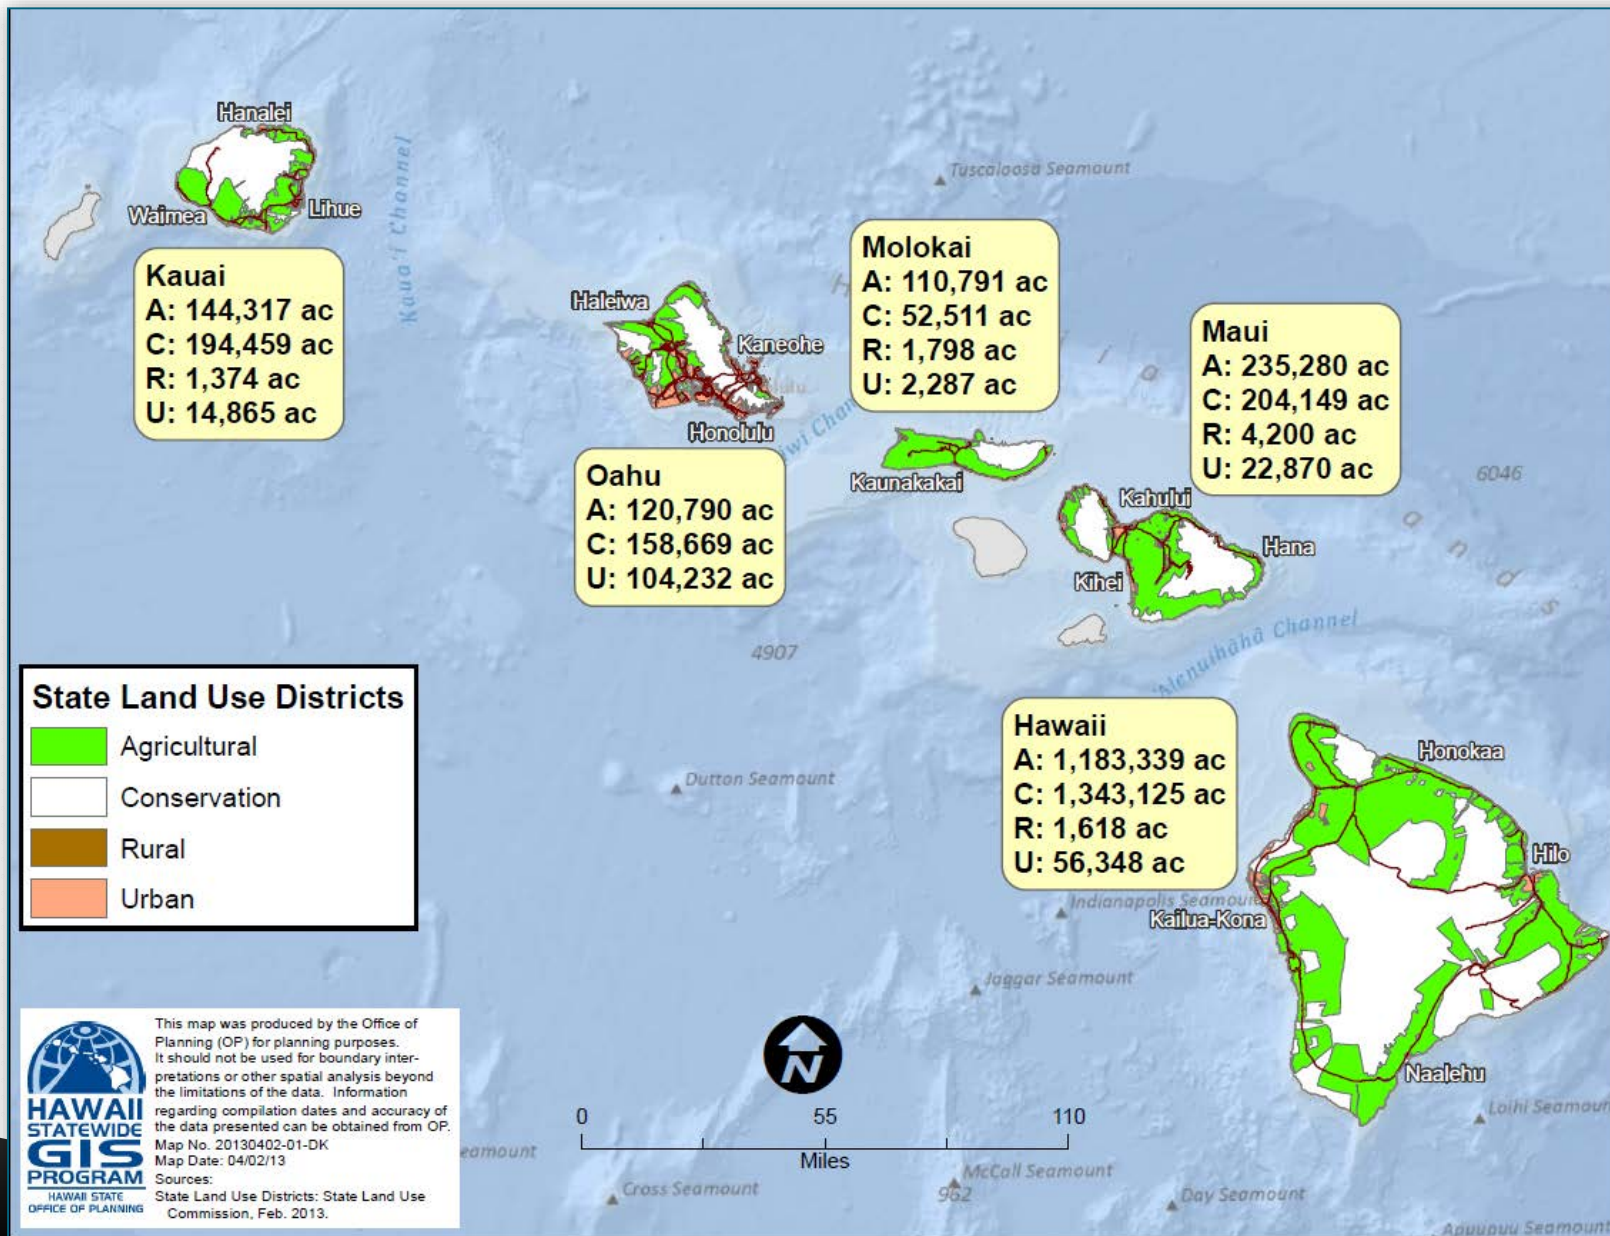 Hanalei
Waimea
Lihue
Kaua'i Channel
Tuscaloosa Seamount
Kauai
A: 144,317 ac
C: 194,459 ac
R: 1,374 ac
U: 14,865 ac
Haleiwa
Kaneohe
Honolulu
Oahu
A: 120,790 ac
C: 158,669 ac
U: 104,232 ac
Molokai
A: 110,791 ac
C: 52,511 ac
R: 1,798 ac
U: 2,287 ac
Kaunakakai
Maui
A: 235,280 ac
C: 204,149 ac
R: 4,200 ac
U: 22,870 ac
6046
Kahului
Hana
Kihei
4907
Channel
State Land Use Districts
Agricultural
Conservation
Rural
Urban
Hawaii
A: 1,183,339 ac
C: 1,343,125 ac
R: 1,618 ac
U: 56,348 ac
Honokaa
Hilo
Kailua-Kona
Naalehu
Dutton Seamount
Indianapolis Seamou
Jaggar Seamount
Loihi Seamoun
McCall Seamount
962
Cross Seamount
Day Seamount
Apuupuu Seamount
eamount
N
0 55 110
Miles
HAWAII
STATEWIDE
GIS
PROGRAM
HAWAII STATE
OFFICE OF PLANNING
This map was produced by the Office of
Planning (OP) for planning purposes.
It should not be used for boundary inter-
pretations or other spatial analysis beyond
the limitations of the data. Information
regarding compilation dates and accuracy of
the data presented can be obtained from OP.
Map No. 20130402-01-DK
Map Date: 04/02/13
Sources:
State Land Use Districts: State Land Use
Commission, Feb. 2013.